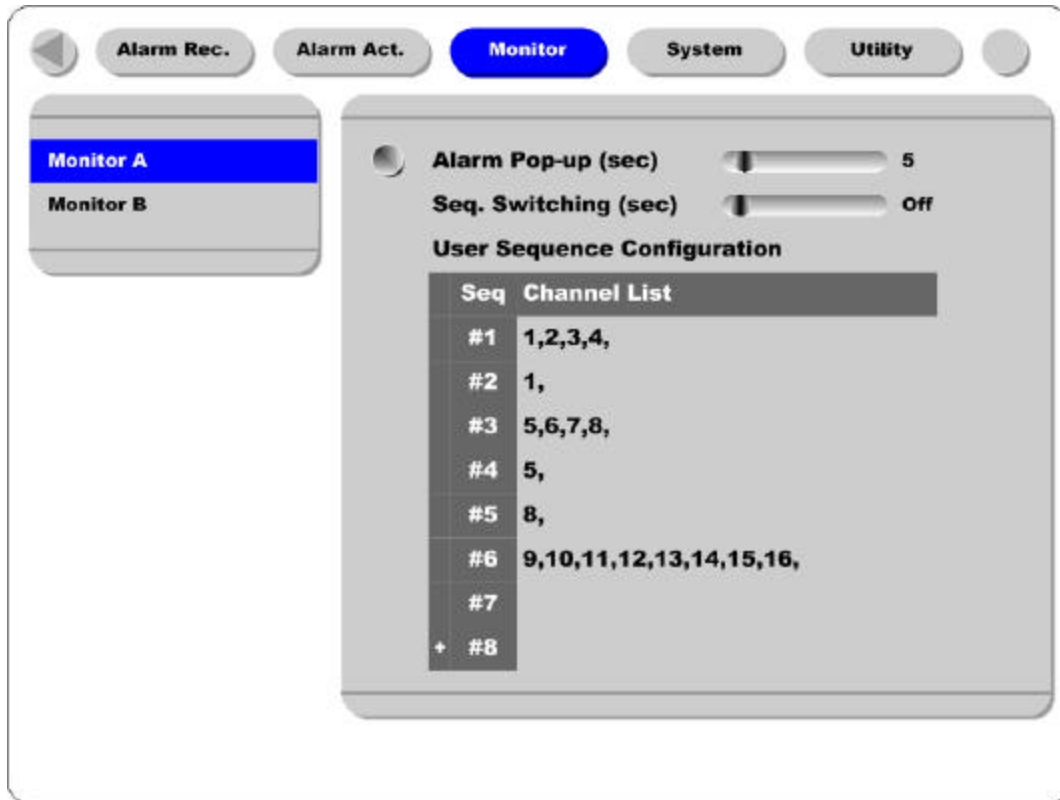 Alarm Rec. Alarm Act. Monitor System Utility
Monitor A
Monitor B
Alarm Pop-up (sec) 5
Seq. Switching (sec) Off
User Sequence Configuration
Seq Channel List
#1 1,2,3,4,
#2 1,
#3 5,6,7,8,
#4 5,
#5 8,
#6 9,10,11,12,13,14,15,16,
#7
+ #8